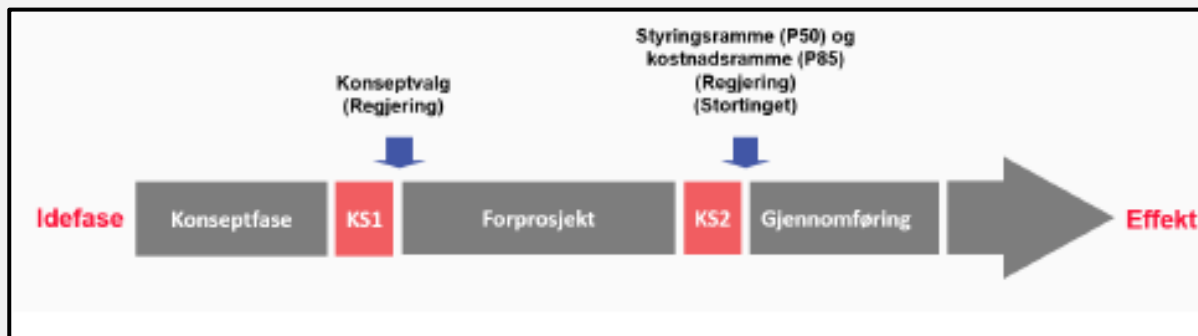 Styringsramme (P50) og
kostnadsramme (P85)
(Regjering)
(Stortinget)
Konseptvalg
(Regjering)
Idefase
Konseptfase
KS1
Forprosjekt
KS2
Gjennomføring
Effekt